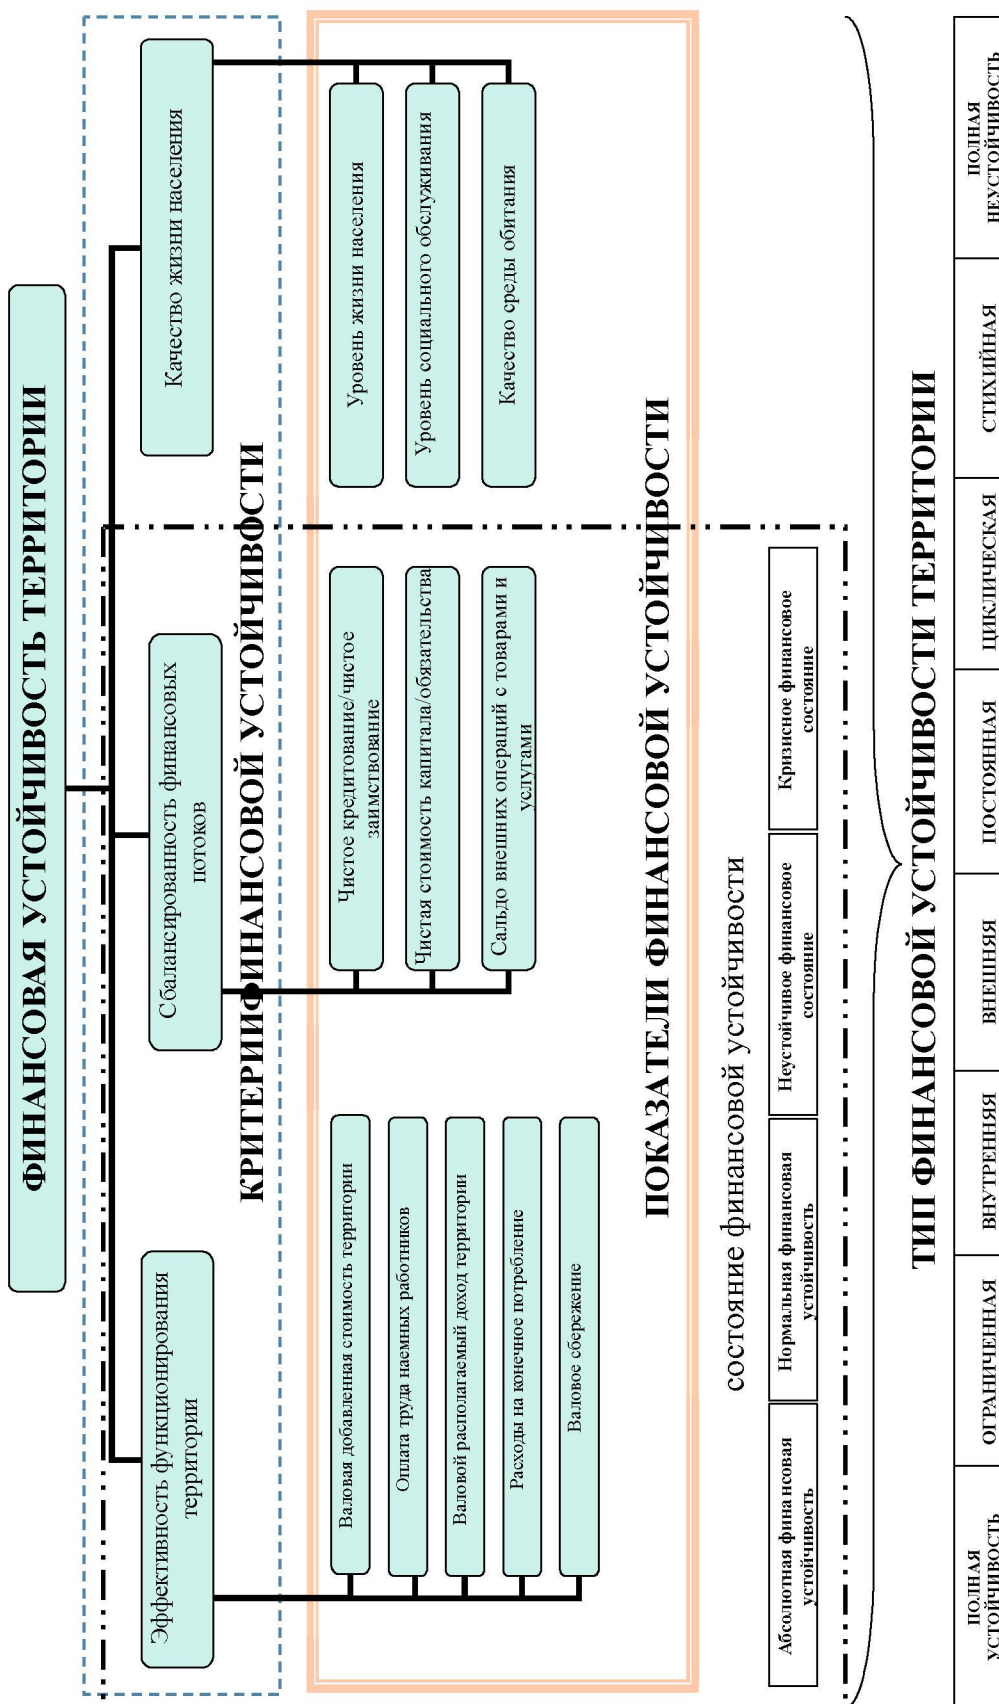 ФИНАНСОВАЯ УСТОЙЧИВОСТЬ ТЕРРИТОРИИ
Эффективность функционирования
территории
Сбалансированность финансовых
потоков
Качество жизни населения
КРИТЕРИИФИНАНСОВОЙ УСТОЙЧИВОСТИ
Валовая добавленная стоимость территории
Оплата труда наемных работников
Валовой располагаемый доход территории
Расходы на конечное потребление
Валовое сбережение
Чистое кредитование/чистое
заимствование
Чистая стоимость капитала/обязательства
Сальдо внешних операций с товарами и
услугами
Уровень жизни населения
Уровень социального обслуживания
Качество среды обитания
ПОКАЗАТЕЛИ ФИНАНСОВОЙ УСТОЙЧИВОСТИ
состояние финансовой устойчивости
Абсолютная финансовая
устойчивость
Нормальная финансовая
устойчивость
Неустойчивое финансовое
состояние
Кризисное финансовое
состояние
ТИП ФИНАНСОВОЙ УСТОЙЧИВОСТИ ТЕРРИТОРИИ
ПОЛНАЯ
УСТОЙЧИВОСТЬ
ОГРАНИЧЕННАЯ
ВНУТРЕННЯЯ
ВНЕШНЯЯ
ПОСТОЯННАЯ
ЦИКЛИЧЕСКАЯ
СТИХИЙНАЯ
ПОЛНАЯ
НЕУСТОЙЧИВОСТЬ